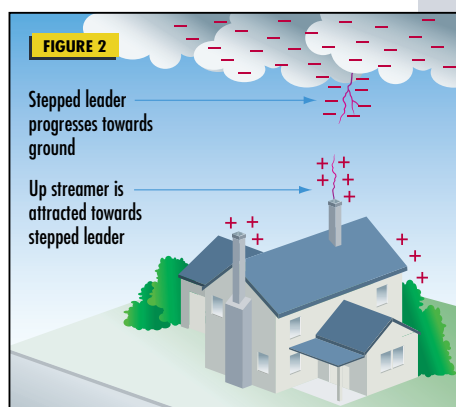 FIGURE 2
Stepped leader
progresses towards
ground
Up streamer is
attracted towards
stepped leader